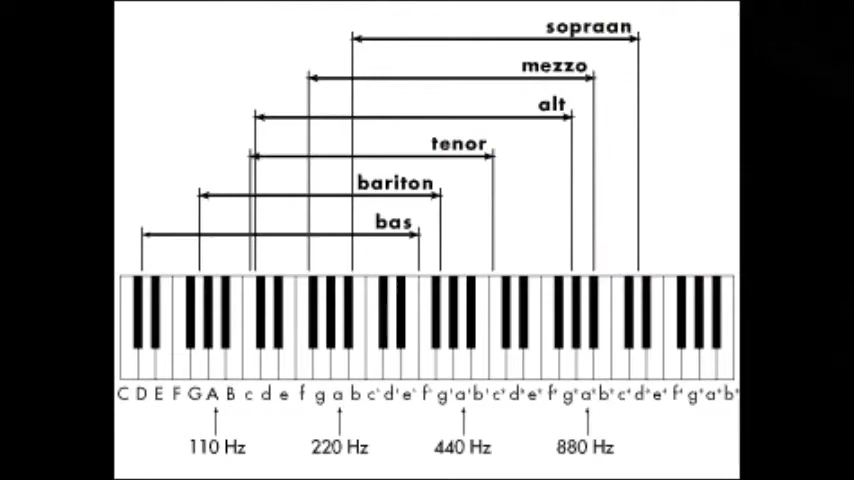 sopraan
mezzo
alt
tenor
bariton
bas
C D E F G A B c d e f g a b c' d' e' f' g' a' b' c" d" e" f" g" a" b" c" d" e" f" g" a" b"
110 Hz 220 Hz 440 Hz 880 Hz